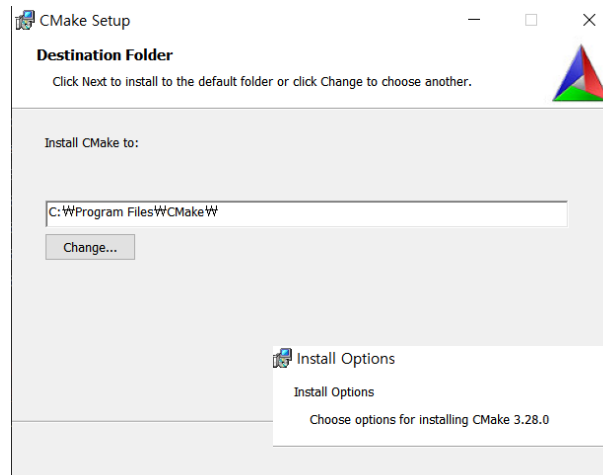 CMake Setup
Destination Folder
Click Next to install to the default folder or click Change to choose another.
Install CMake to:
C:₩Program Files₩CMake₩
Change...
Install Options
Install Options
Choose options for installing CMake 3.28.0